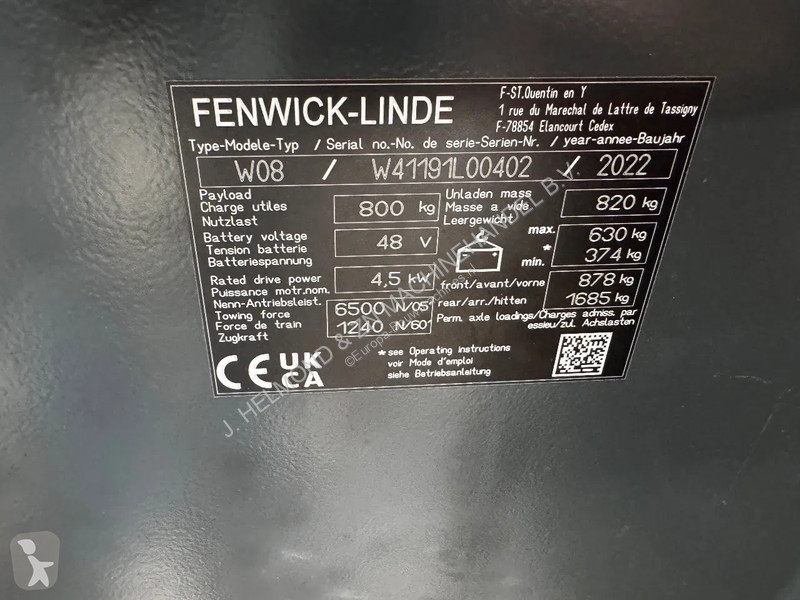 FENWICK-LINDE
F-ST.Quentin en Y
1 rue du Marechal de Lattre de Tassigny
F-78854 Elancourt Cedex
Type-Modele-Typ / Serial no.-No. de serie-Serien-Nr. / year-annee-Baujahr
W08 / W41191L00402 / 2022
Payload
Charge utiles
Nutzlast
800 kg
Unladen mass
Masse a vide
Leergewicht
820 kg
Battery voltage
Tension batterie
Batteriespannung
48 V
max. 630 kg
*
min. 374 kg
Rated drive power
Puissance motr.nom.
Nenn-Antriebsleist.
4,5 kW
front/avant/vorne 878 kg
rear/arr./hitten 1685 kg
Towing force
Force de train
Zugkraft
6500 N/05'
1240 N/60'
Perm. axle loadings/Charges admiss. par
essieu/zul. Achslasten
* see Operating instructions
voir Mode d'emploi
siehe Betriebsanleitung
CE UK
CA
J. HELMOND & ZN MACHINEHANDEL B.V.